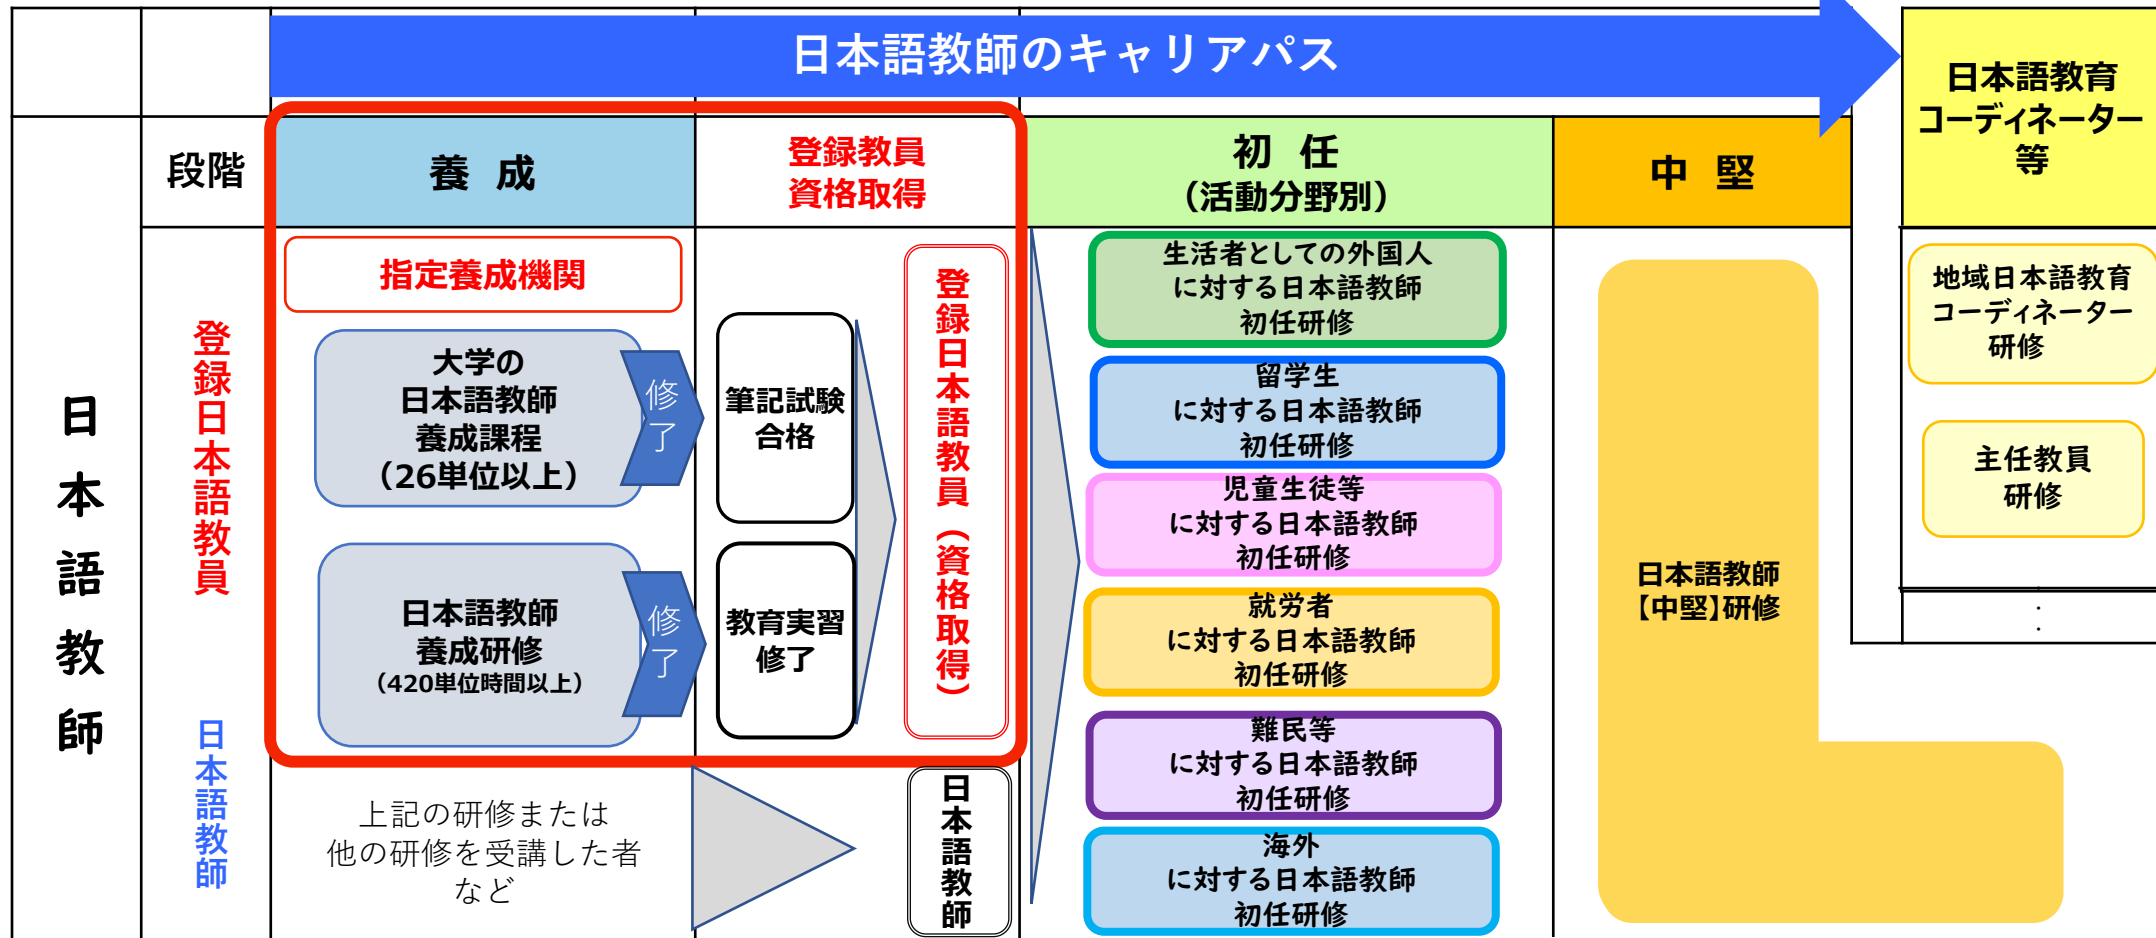 日本語教師のキャリアパス
日本語教育
コーディネーター
等
段階
養 成
登録教員
資格取得
初 任
（活動分野別）
中 堅
日本語教師
登録日本語教員
日本語教師
指定養成機関
大学の
日本語教師
養成課程
（26単位以上）
修了
日本語教師
養成研修
（420単位時間以上）
修了
上記の研修または
他の研修を受講した者
など
筆記試験
合格
教育実習
修了
登録日本語教員（資格取得）
日本語教師
生活者としての外国人
に対する日本語教師
初任研修
留学生
に対する日本語教師
初任研修
児童生徒等
に対する日本語教師
初任研修
就労者
に対する日本語教師
初任研修
難民等
に対する日本語教師
初任研修
海外
に対する日本語教師
初任研修
日本語教師
【中堅】研修
地域日本語教育
コーディネーター
研修
主任教員
研修
：